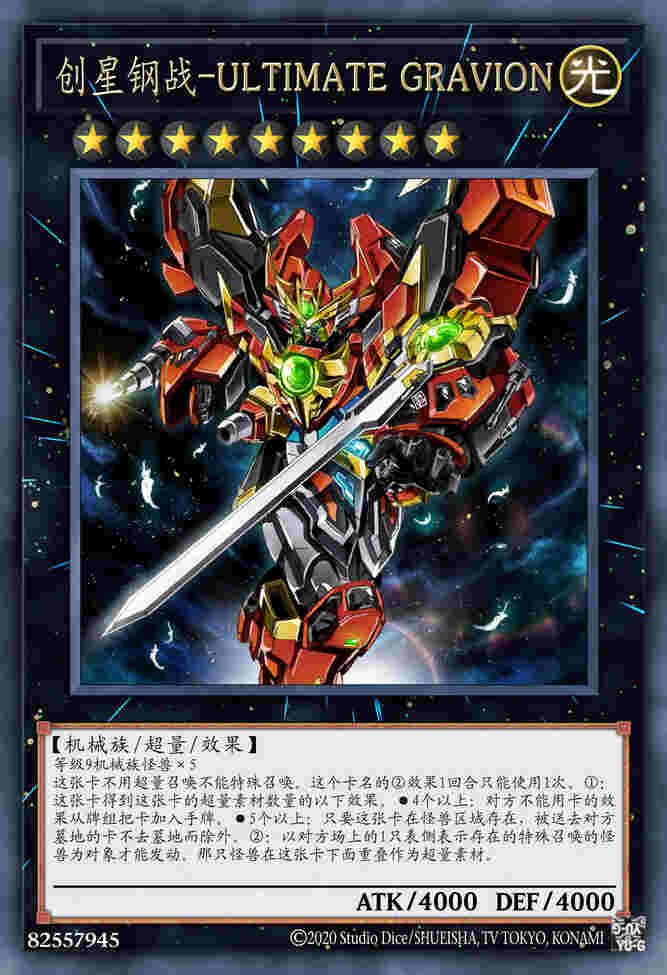 创星钢战-ULTIMATE GRAVION
光
【机械族/超量/效果】
等级9机械族怪兽×5
这张卡不用超量召唤不能特殊召唤。这个卡名的②效果1回合只能使用1次。①：
这张卡得到这张卡的超量素材数量的以下效果。●4个以上：对方不能用卡的效
果从牌组把卡加入手牌。●5个以上：只要这张卡在怪兽区域存在，被送去对方
墓地的卡不去墓地而除外。②：以对方场上的1只表侧表示存在的特殊召唤的怪
兽为对象才能发动。那只怪兽在这张卡下面重叠作为超量素材。
ATK/4000 DEF/4000
82557945
©2020 Studio Dice/SHUEISHA, TV TOKYO, KONAMI